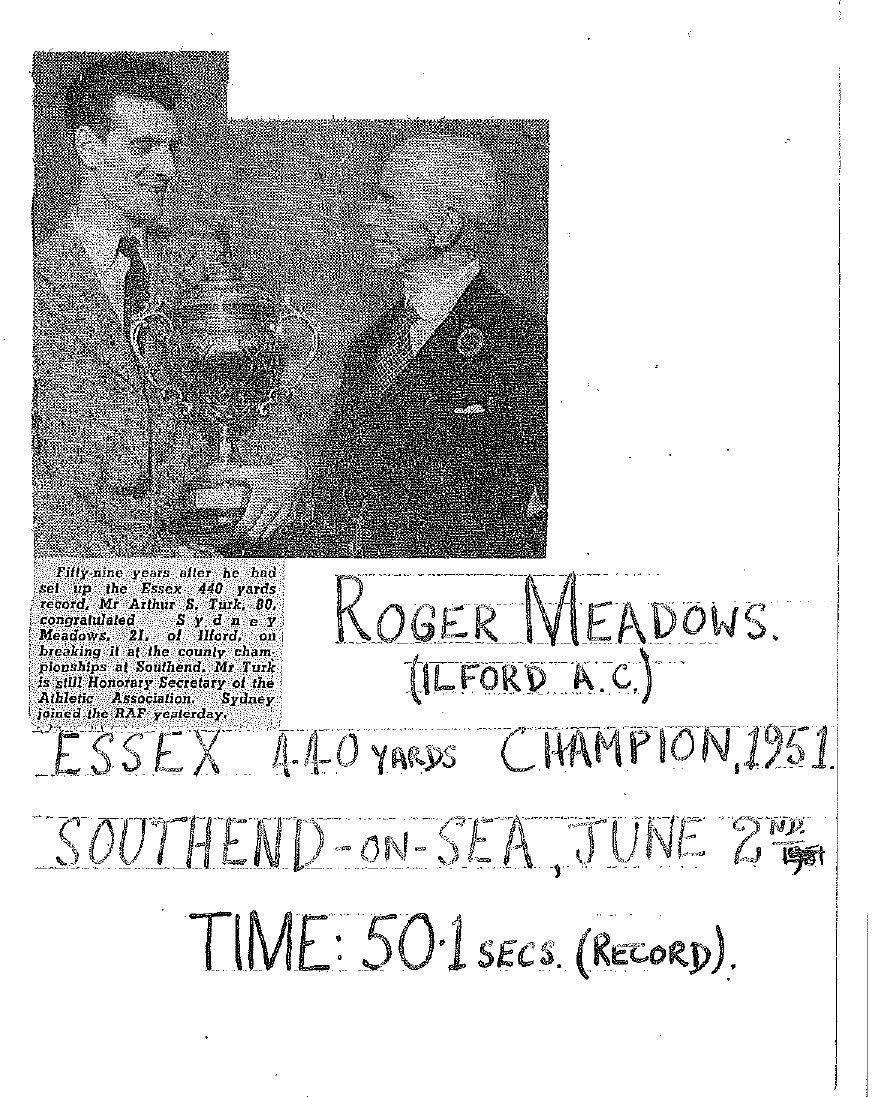 Fifty-nine years after he had
set up the Essex 440 yards
record, Mr Arthur S. Turk, 80,
congratulated Sydney
Meadows, 21, of Ilford, on
breaking it at the county cham-
pionships at Southend. Mr Turk
is still Honorary Secretary of the
Athletic Association. Sydney
joined the RAF yesterday.
ROGER MEADOWS.
(ILFORD A.C.)
ESSEX 440 YARDS CHAMPION, 1951.
SOUTHEND-ON-SEA, JUNE 2ND.
TIME: 50·1 SECS. (RECORD).